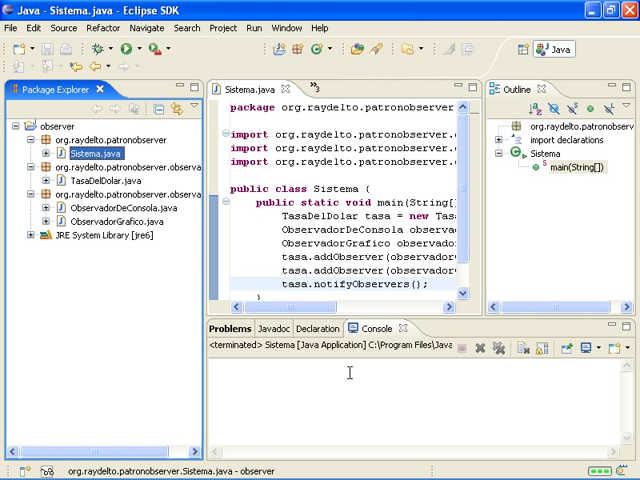 Java - Sistema.java - Eclipse SDK
File Edit Source Refactor Navigate Search Project Run Window Help
Java
Package Explorer
observer
org.raydelto.patronobserver
Sistema.java
org.raydelto.patronobserver.observa
TasaDelDolar.java
org.raydelto.patronobserver.observa
ObservadorDeConsola.java
ObservadorGrafico.java
JRE System Library [jre6]
Sistema.java
3
package org.raydelto.patronobserver
import org.raydelto.patronobserver.
import org.raydelto.patronobserver.
import org.raydelto.patronobserver.
public class Sistema {
public static void main(String[]
TasaDelDolar tasa = new Tasa
ObservadorDeConsola observa
ObservadorGrafico observado
tasa.addObserver(observador
tasa.addObserver(observador
tasa.notifyObservers();
}
Outline
org.raydelto.patronobserv
import declarations
Sistema
main(String[])
Problems Javadoc Declaration Console
<terminated> Sistema [Java Application] C:\Program Files\Java
org.raydelto.patronobserver.Sistema.java - observer